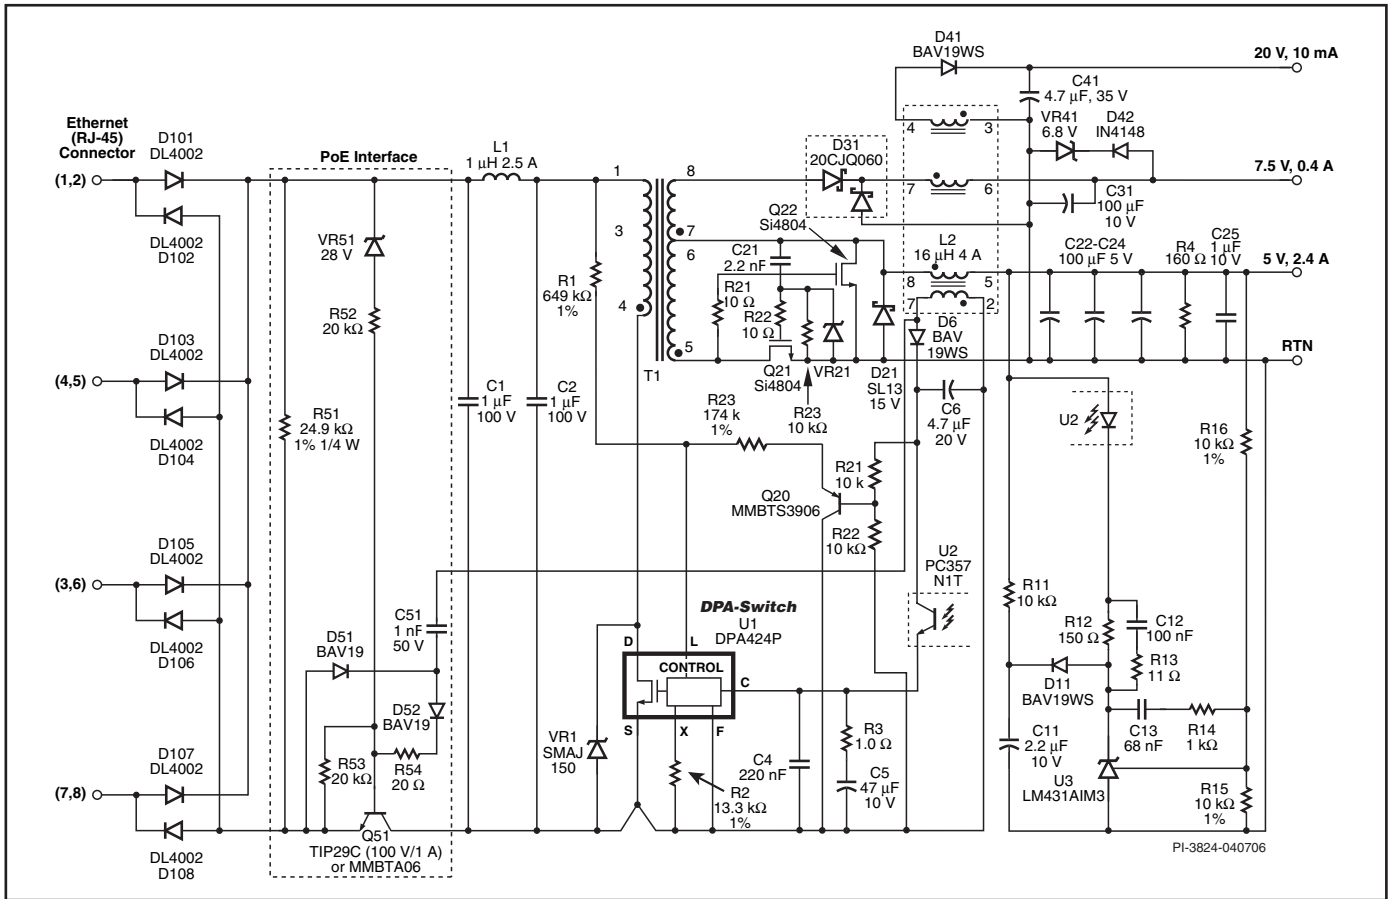 D41
BAV19WS
20 V, 10 mA
C41
4.7 µF, 35 V
4
3
VR41
6.8 V
D42
IN4148
Ethernet
(RJ-45)
Connector
D101
DL4002
PoE Interface
L1
1 µH 2.5 A
D31
20CJQ060
(1,2)
1
8
7
6
7.5 V, 0.4 A
DL4002
D102
VR51
28 V
3
7
6
Q22
Si4804
C31
100 µF
10 V
C21
2.2 nF
L2
16 µH 4 A
C22-C24
100 µF 5 V
R4
160 Ω
C25
1 µF
10 V
R1
649 kΩ
1%
8
5
5 V, 2.4 A
R52
20 kΩ
4
R21
10 Ω
R22
10 Ω
7
2
D6
BAV
19WS
D103
DL4002
5
RTN
T1
Q21
Si4804
VR21
D21
SL13
15 V
(4,5)
C1
1 µF
100 V
C2
1 µF
100 V
R23
174 k
1%
R23
10 kΩ
C6
4.7 µF
20 V
U2
DL4002
D104
R51
24.9 kΩ
1% 1/4 W
R16
10 kΩ
1%
R21
10 k
Q20
MMBTS3906
R22
10 kΩ
D105
DL4002
U2
PC357
N1T
(3,6)
R11
10 kΩ
DPA-Switch
U1
DPA424P
C51
1 nF
50 V
R12
150 Ω
C12
100 nF
DL4002
D106
D51
BAV19
D
L
CONTROL
C
R13
11 Ω
D11
BAV19WS
D52
BAV19
S
X
F
VR1
SMAJ
150
R3
1.0 Ω
C13
68 nF
R14
1 kΩ
D107
DL4002
R53
20 kΩ
R54
20 Ω
C4
220 nF
C5
47 µF
10 V
C11
2.2 µF
10 V
(7,8)
R2
13.3 kΩ
1%
U3
LM431AIM3
R15
10 kΩ
1%
DL4002
D108
Q51
TIP29C (100 V/1 A)
or MMBTA06
PI-3824-040706